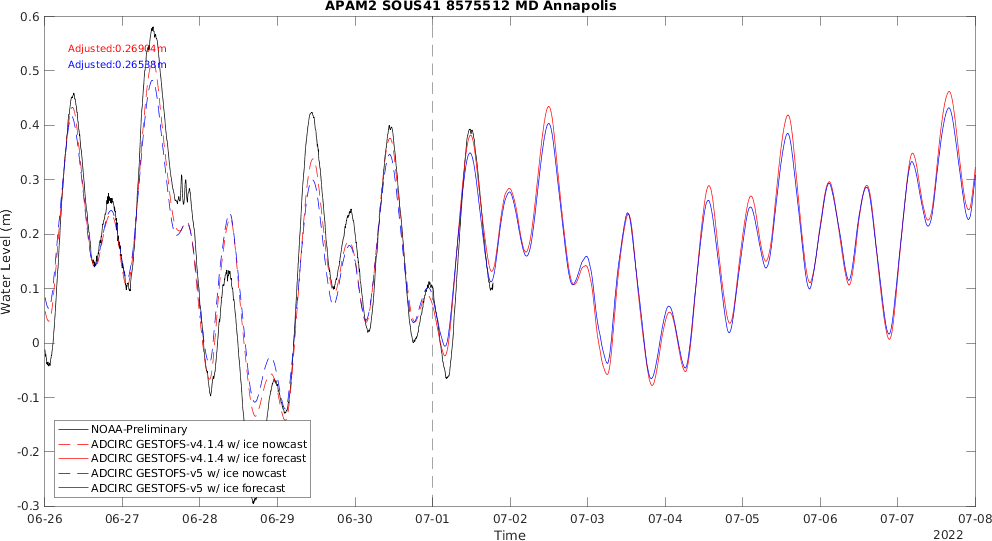 APAM2 SOUS41 8575512 MD Annapolis
0.6
0.5
0.4
0.3
0.2
0.1
0
-0.1
-0.2
-0.3
Water Level (m)
Adjusted:0.26904m
Adjusted:0.26538m
NOAA-Preliminary
ADCIRC GESTOFS-v4.1.4 w/ ice nowcast
ADCIRC GESTOFS-v4.1.4 w/ ice forecast
ADCIRC GESTOFS-v5 w/ ice nowcast
ADCIRC GESTOFS-v5 w/ ice forecast
06-26 06-27 06-28 06-29 06-30 07-01 07-02 07-03 07-04 07-05 07-06 07-07 07-08
Time
2022